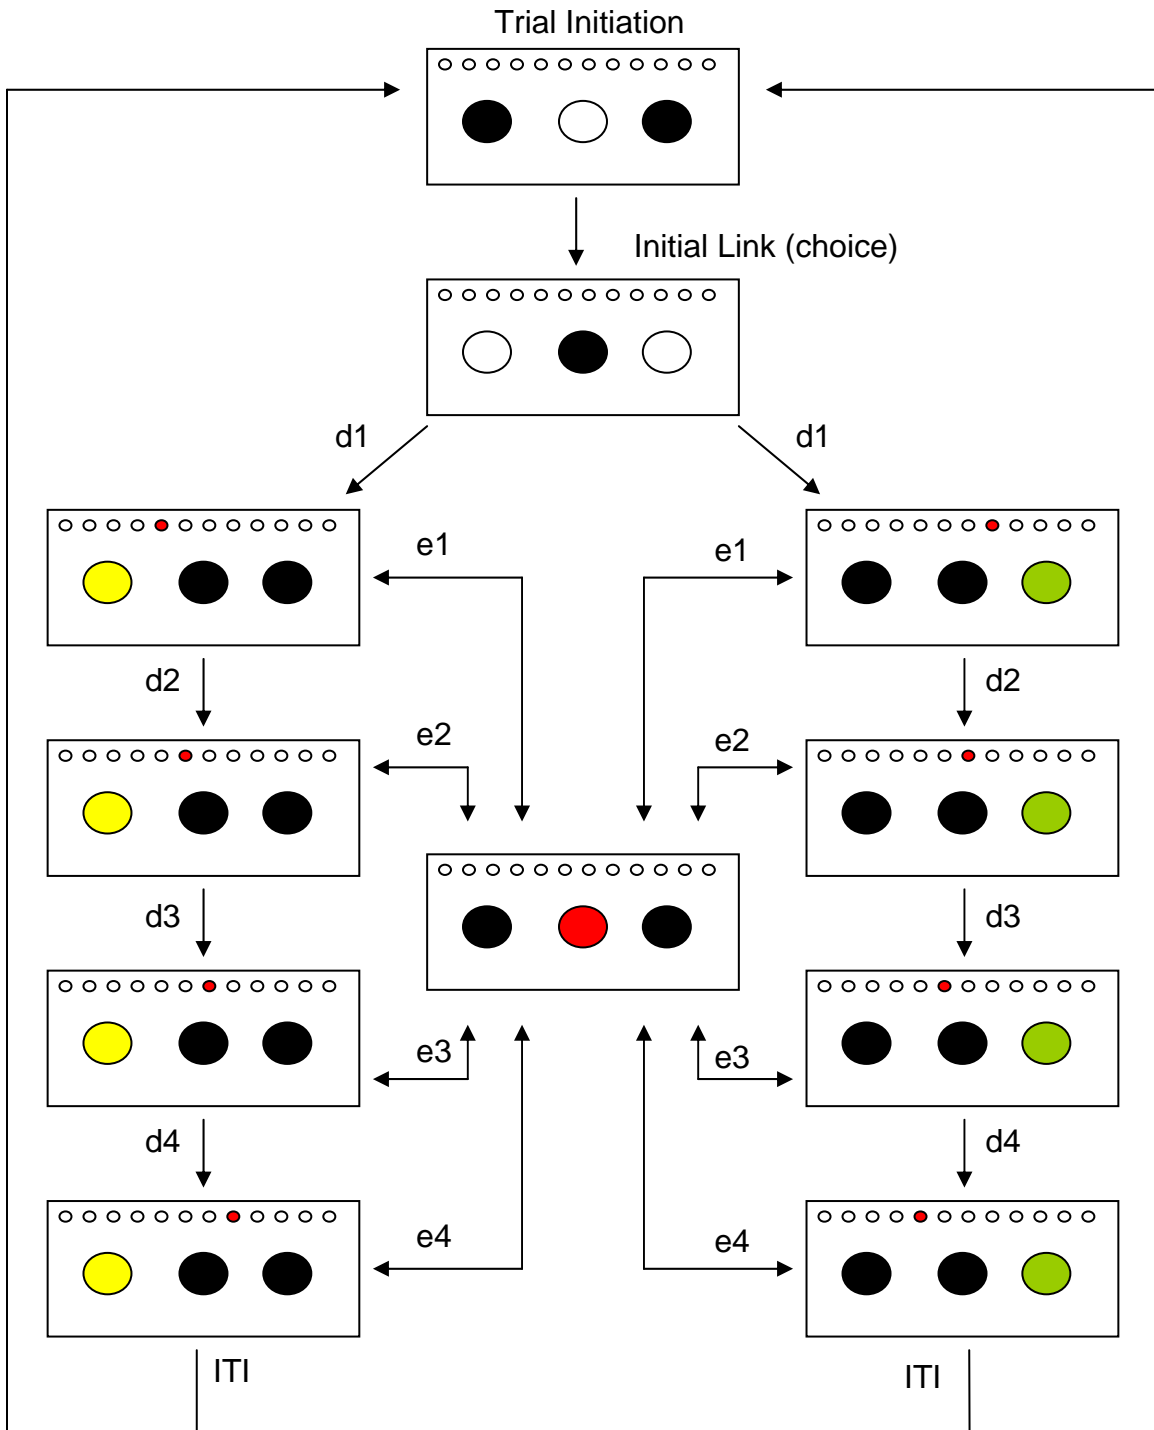 Trial Initiation
Initial Link (choice)
d1
d1
e1
e1
d2
d2
e2
e2
d3
d3
e3
e3
d4
d4
e4
e4
ITI
ITI